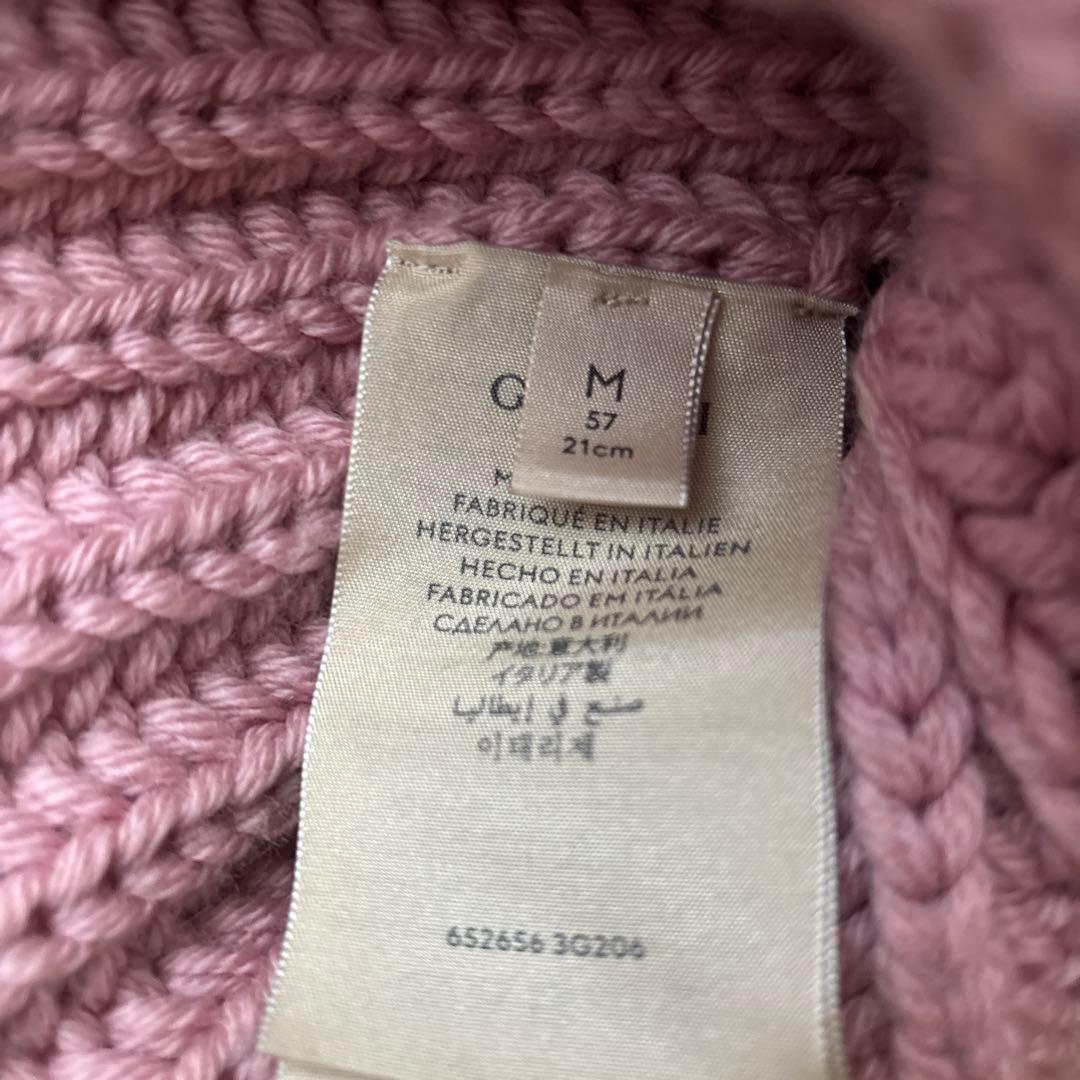 M
57
21cm
G
M
FABRIQUÉ EN ITALIE
HERGESTELLT IN ITALIEN
HECHO EN ITALIA
FABRICADO EM ITÁLIA
СДЕЛАНО В ИТАЛИИ
产地:意大利
イタリア製
صنع في إيطاليا
이태리제
652656 3G206